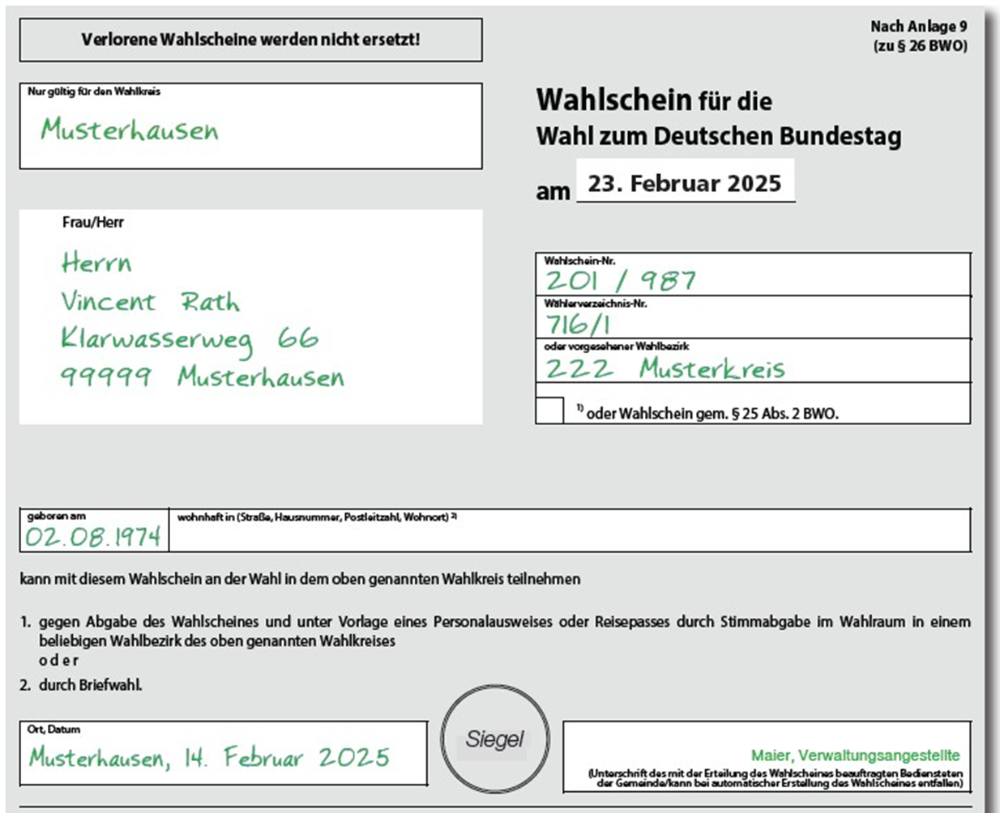 Verlorene Wahlscheine werden nicht ersetzt!
Nach Anlage 9
(zu § 26 BWO)
Nur gültig für den Wahlkreis
Musterhausen
Wahlschein für die
Wahl zum Deutschen Bundestag
am 23. Februar 2025
Frau/Herr
Herrn
Vincent Rath
Klarwasserweg 66
99999 Musterhausen
Wahlschein-Nr.
201 / 987
Wählerverzeichnis-Nr.
716/1
oder vorgesehener Wahlbezirk
222 Musterkreis
1) oder Wahlschein gem. § 25 Abs. 2 BWO.
geboren am
02.08.1974
wohnhaft in (Straße, Hausnummer, Postleitzahl, Wohnort) 2)
kann mit diesem Wahlschein an der Wahl in dem oben genannten Wahlkreis teilnehmen
1. gegen Abgabe des Wahlscheines und unter Vorlage eines Personalausweises oder Reisepasses durch Stimmabgabe im Wahlraum in einem
beliebigen Wahlbezirk des oben genannten Wahlkreises
oder
2. durch Briefwahl.
Ort, Datum
Musterhausen, 14. Februar 2025
Siegel
Maier, Verwaltungsangestellte
(Unterschrift des mit der Erteilung des Wahlscheines beauftragten Bediensteten
der Gemeinde/kann bei automatischer Erstellung des Wahlscheines entfallen)